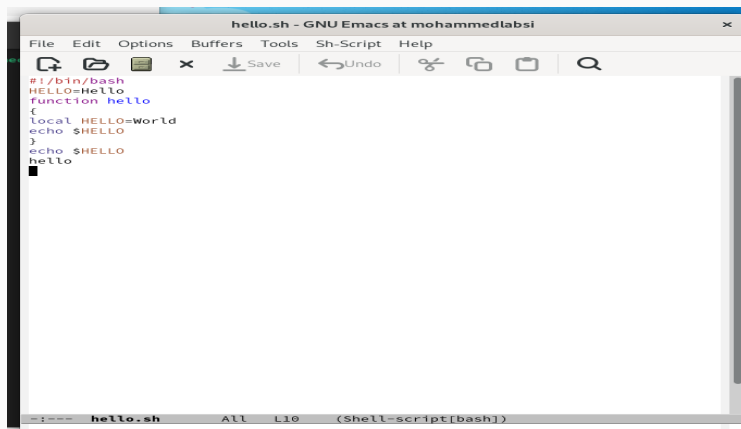 hello.sh - GNU Emacs at mohammedlabsi
File Edit Options Buffers Tools Sh-Script Help
Save Undo
#!/bin/bash
HELLO=Hello
function hello
{
local HELLO=World
echo $HELLO
}
echo $HELLO
hello
-:--- hello.sh All L10 (Shell-script[bash])